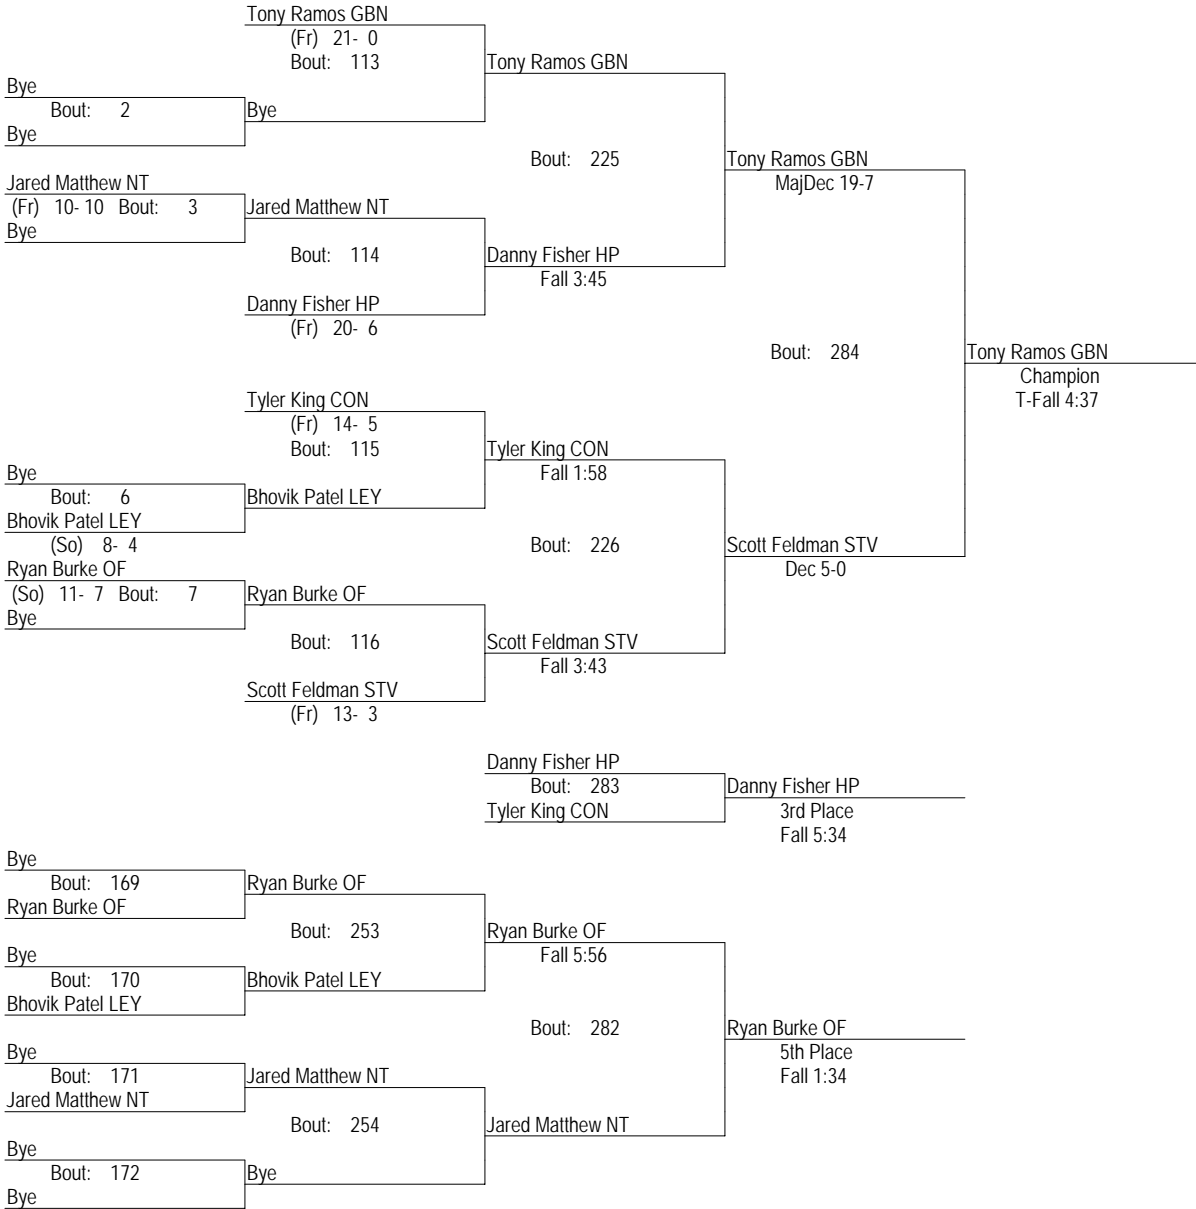 Tony Ramos GBN
(Fr) 21- 0
Bout: 113
Tony Ramos GBN
Bye
Bout: 2
Bye
Bye
Bout: 225
Tony Ramos GBN
MajDec 19-7
Jared Matthew NT
(Fr) 10- 10 Bout: 3
Jared Matthew NT
Bye
Bout: 114
Danny Fisher HP
Fall 3:45
Danny Fisher HP
(Fr) 20- 6
Bout: 284
Tony Ramos GBN
Champion
T-Fall 4:37
Tyler King CON
(Fr) 14- 5
Bout: 115
Tyler King CON
Fall 1:58
Bye
Bout: 6
Bhovik Patel LEY
Bhovik Patel LEY
(So) 8- 4
Bout: 226
Scott Feldman STV
Dec 5-0
Ryan Burke OF
(So) 11- 7 Bout: 7
Ryan Burke OF
Bye
Bout: 116
Scott Feldman STV
Fall 3:43
Scott Feldman STV
(Fr) 13- 3
Danny Fisher HP
Bout: 283
Danny Fisher HP
Tyler King CON
3rd Place
Fall 5:34
Bye
Bout: 169
Ryan Burke OF
Ryan Burke OF
Bout: 253
Ryan Burke OF
Fall 5:56
Bye
Bout: 170
Bhovik Patel LEY
Bhovik Patel LEY
Bout: 282
Ryan Burke OF
5th Place
Fall 1:34
Bye
Bout: 171
Jared Matthew NT
Jared Matthew NT
Bout: 254
Jared Matthew NT
Bye
Bout: 172
Bye
Bye